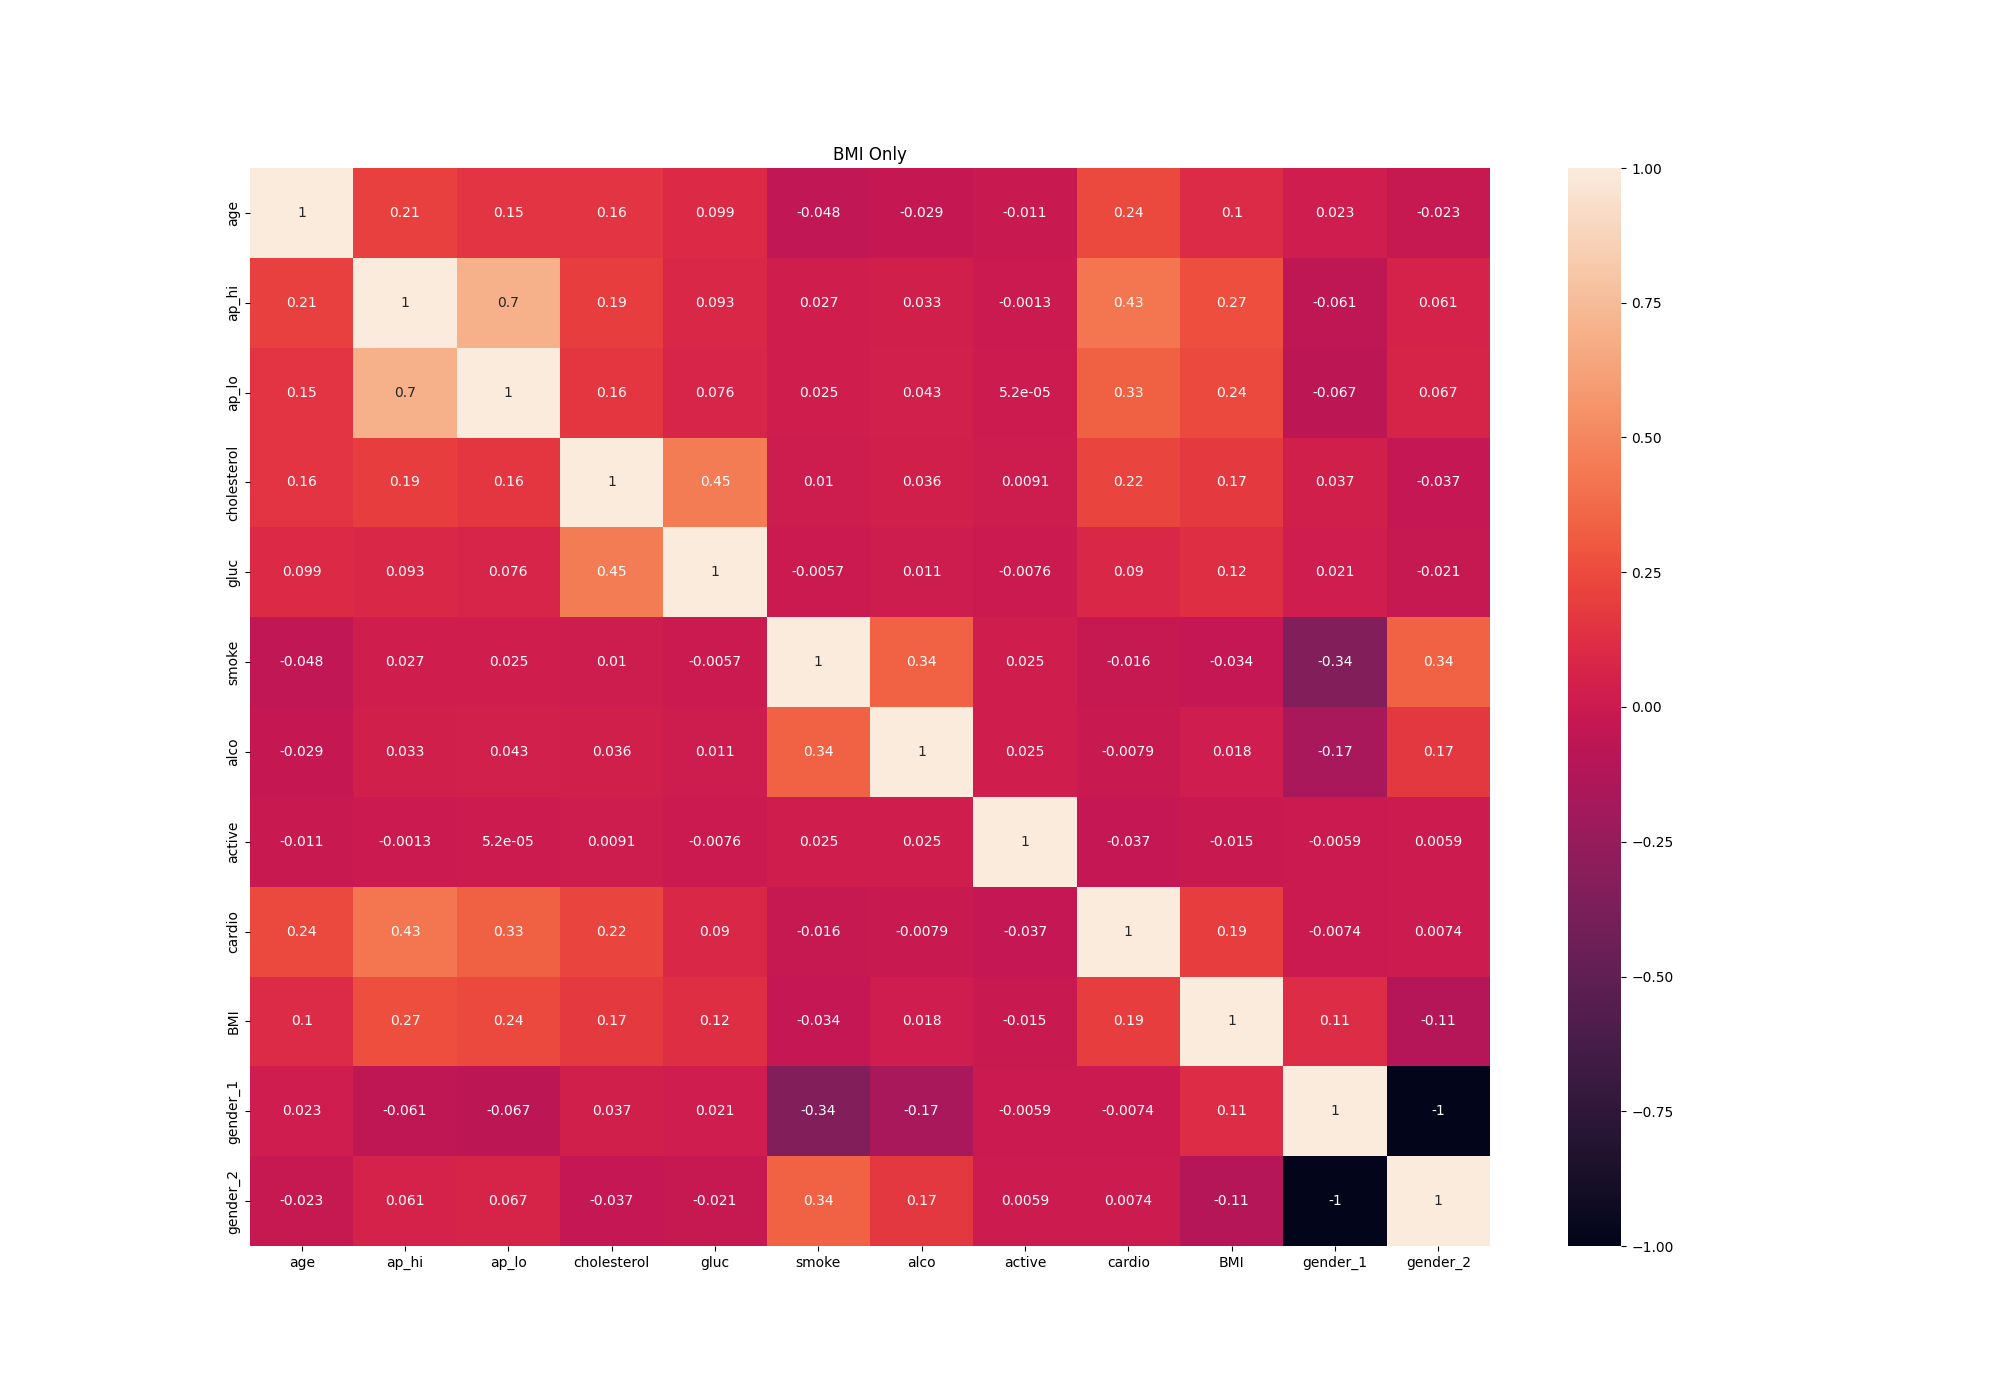 BMI Only
age 1 0.21 0.15 0.16 0.099 -0.048 -0.029 -0.011 0.24 0.1 0.023 -0.023
ap_hi 0.21 1 0.7 0.19 0.093 0.027 0.033 -0.0013 0.43 0.27 -0.061 0.061
ap_lo 0.15 0.7 1 0.16 0.076 0.025 0.043 5.2e-05 0.33 0.24 -0.067 0.067
cholesterol 0.16 0.19 0.16 1 0.45 0.01 0.036 0.0091 0.22 0.17 0.037 -0.037
gluc 0.099 0.093 0.076 0.45 1 -0.0057 0.011 -0.0076 0.09 0.12 0.021 -0.021
smoke -0.048 0.027 0.025 0.01 -0.0057 1 0.34 0.025 -0.016 -0.034 -0.34 0.34
alco -0.029 0.033 0.043 0.036 0.011 0.34 1 0.025 -0.0079 0.018 -0.17 0.17
active -0.011 -0.0013 5.2e-05 0.0091 -0.0076 0.025 0.025 1 -0.037 -0.015 -0.0059 0.0059
cardio 0.24 0.43 0.33 0.22 0.09 -0.016 -0.0079 -0.037 1 0.19 -0.0074 0.0074
BMI 0.1 0.27 0.24 0.17 0.12 -0.034 0.018 -0.015 0.19 1 0.11 -0.11
gender_1 0.023 -0.061 -0.067 0.037 0.021 -0.34 -0.17 -0.0059 -0.0074 0.11 1 -1
gender_2 -0.023 0.061 0.067 -0.037 -0.021 0.34 0.17 0.0059 0.0074 -0.11 -1 1
age ap_hi ap_lo cholesterol gluc smoke alco active cardio BMI gender_1 gender_2
1.00
0.75
0.50
0.25
0.00
−0.25
−0.50
−0.75
−1.00